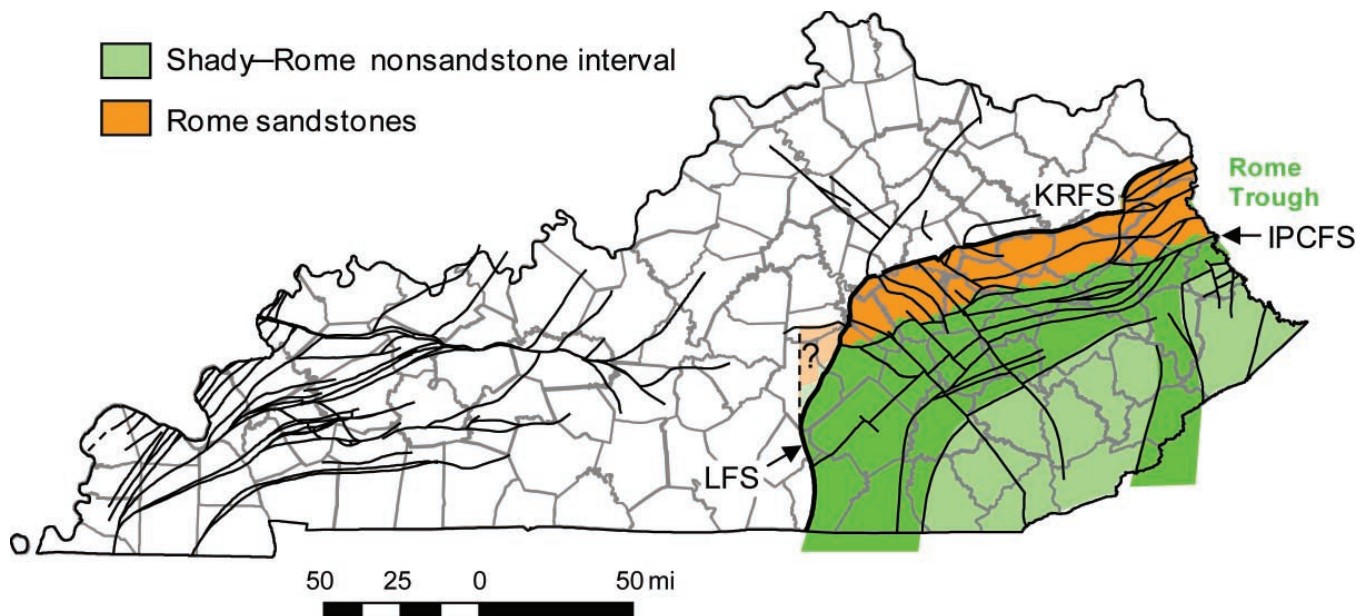 Shady–Rome nonsandstone interval
Rome sandstones
KRFS
Rome
Trough
IPCFS
?
LFS
50 25 0 50 mi